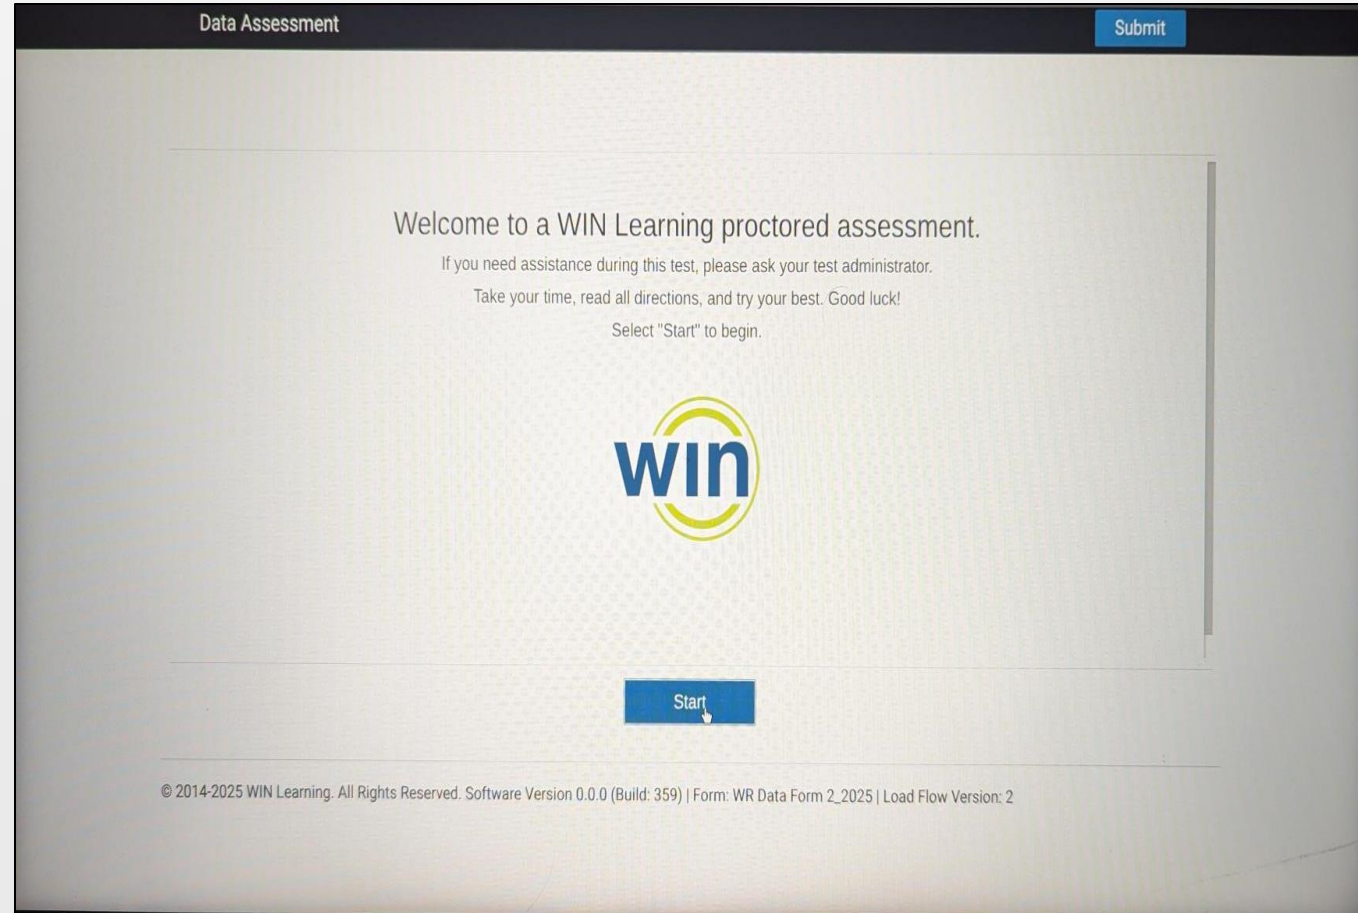 Data Assessment
Submit
Welcome to a WIN Learning proctored assessment.
If you need assistance during this test, please ask your test administrator.
Take your time, read all directions, and try your best. Good luck!
Select "Start" to begin.
win
Start
© 2014-2025 WIN Learning. All Rights Reserved. Software Version 0.0.0 (Build: 359) | Form: WR Data Form 2_2025 | Load Flow Version: 2